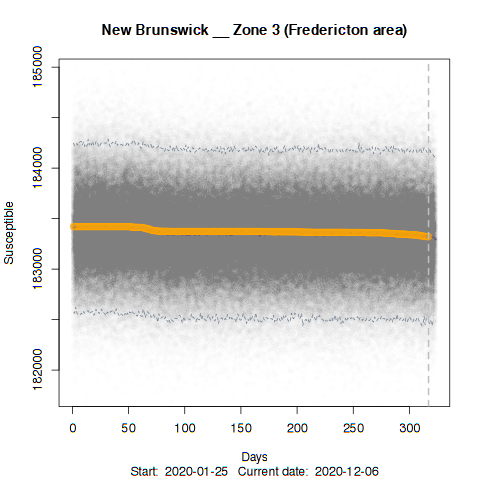 New Brunswick __ Zone 3 (Fredericton area)
185000
184000
183000
182000
Susceptible
0 50 100 150 200 250 300
Days
Start: 2020-01-25 Current date: 2020-12-06